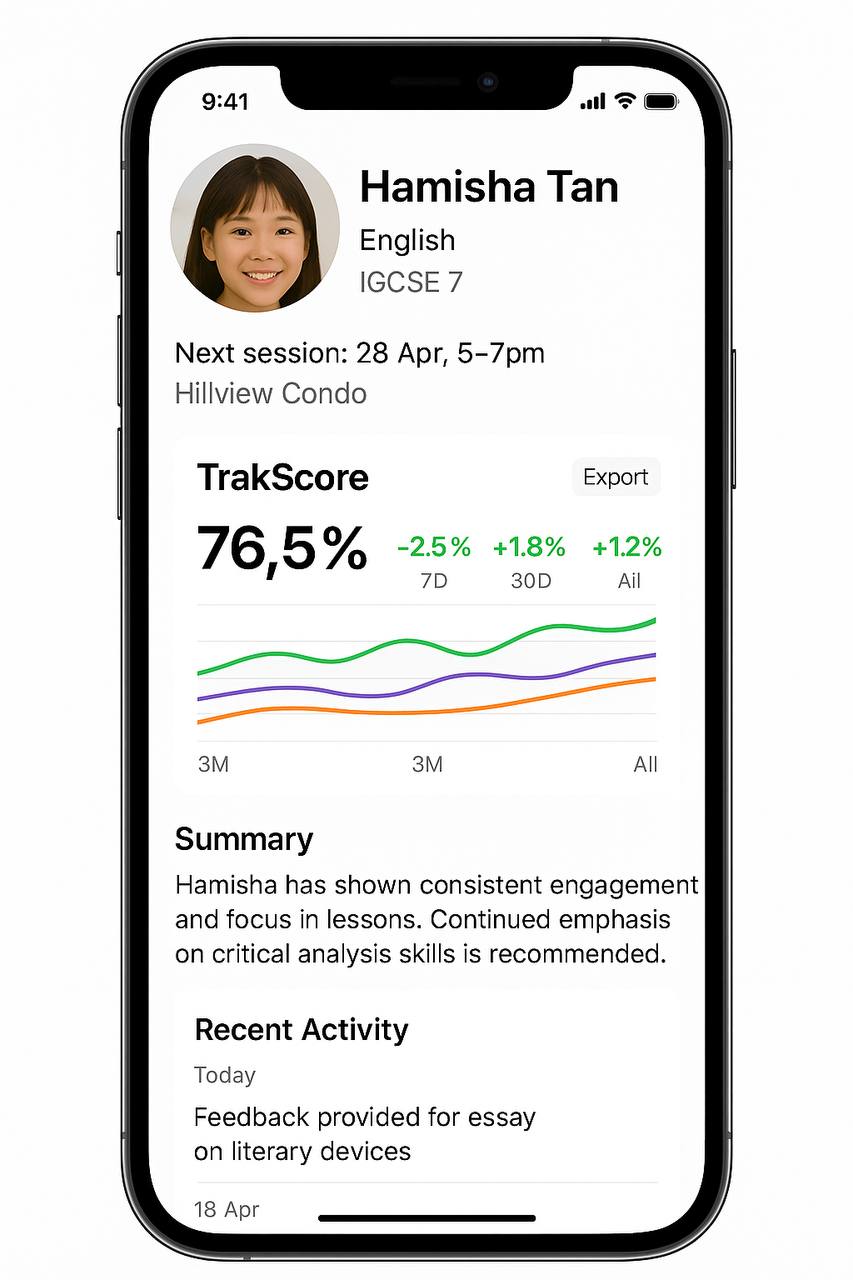 9:41
Hamisha Tan
English
IGCSE 7
Next session: 28 Apr, 5–7pm
Hillview Condo
TrakScore
Export
76,5%
-2.5% +1.8% +1.2%
7D 30D Ail
3M 3M All
Summary
Hamisha has shown consistent engagement
and focus in lessons. Continued emphasis
on critical analysis skills is recommended.
Recent Activity
Today
Feedback provided for essay
on literary devices
18 Apr